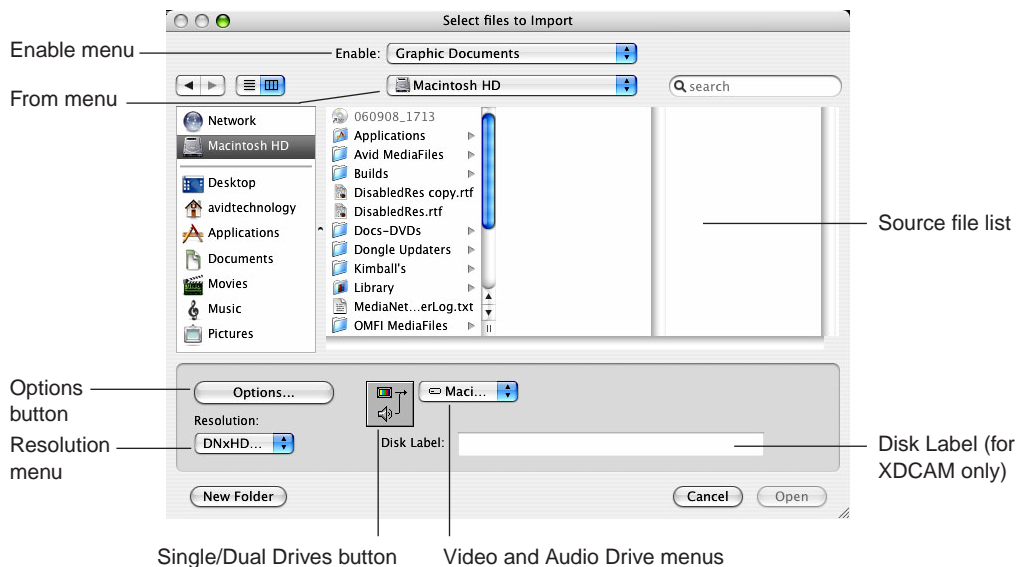 Select files to Import
Enable menu
Enable: Graphic Documents
From menu
Macintosh HD
search
Network
Macintosh HD
Desktop
avidtechnology
Applications
Documents
Movies
Music
Pictures
060908_1713
Applications
Avid MediaFiles
Builds
DisabledRes copy.rtf
DisabledRes.rtf
Docs-DVDs
Dongle Updaters
Kimball's
Library
MediaNet...erLog.txt
OMFI MediaFiles
Source file list
Options button
Options...
Maci...
Resolution:
Resolution menu
DNxHD...
Disk Label:
Disk Label (for
XDCAM only)
New Folder
Cancel
Open
Single/Dual Drives button
Video and Audio Drive menus